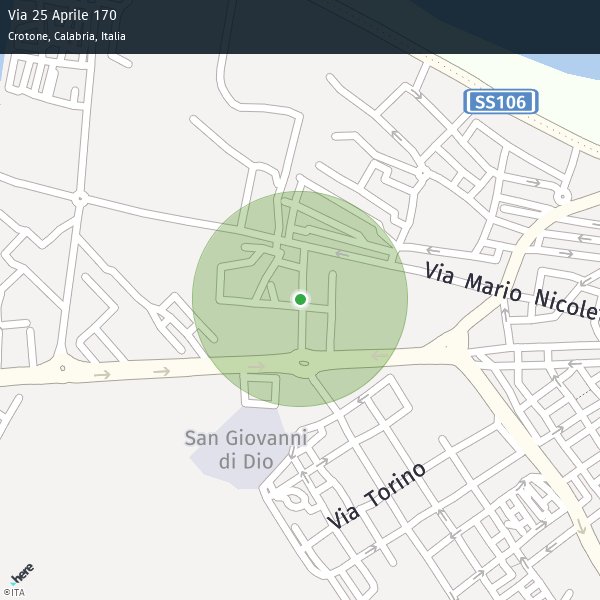 Via 25 Aprile 170
Crotone, Calabria, Italia
SS106
Via Mario Nicole
San Giovanni
di Dio
Via Torino
here
©ITA